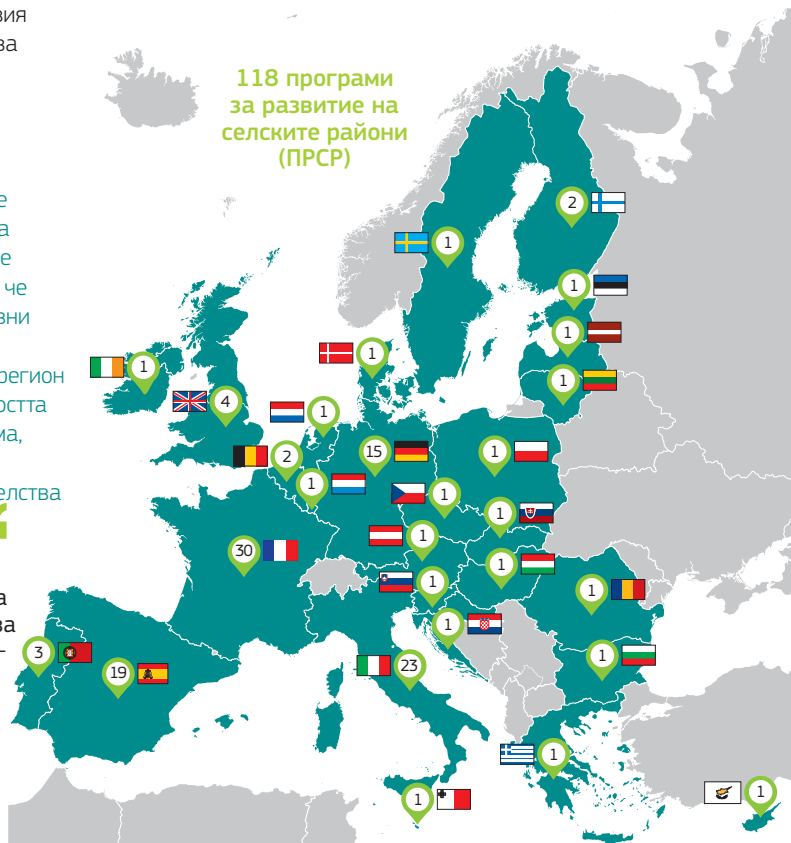 вия
ва
118 програми
за развитие на
селските райони
(ПРСР)
е
а
е
че
вни
регион
остта
ма,
елства
а
ва
–
2
1
1
1
1
1
1
4
1
2
15
1
1
1
1
1
30
1
1
1
1
3
19
23
1
1
1
1